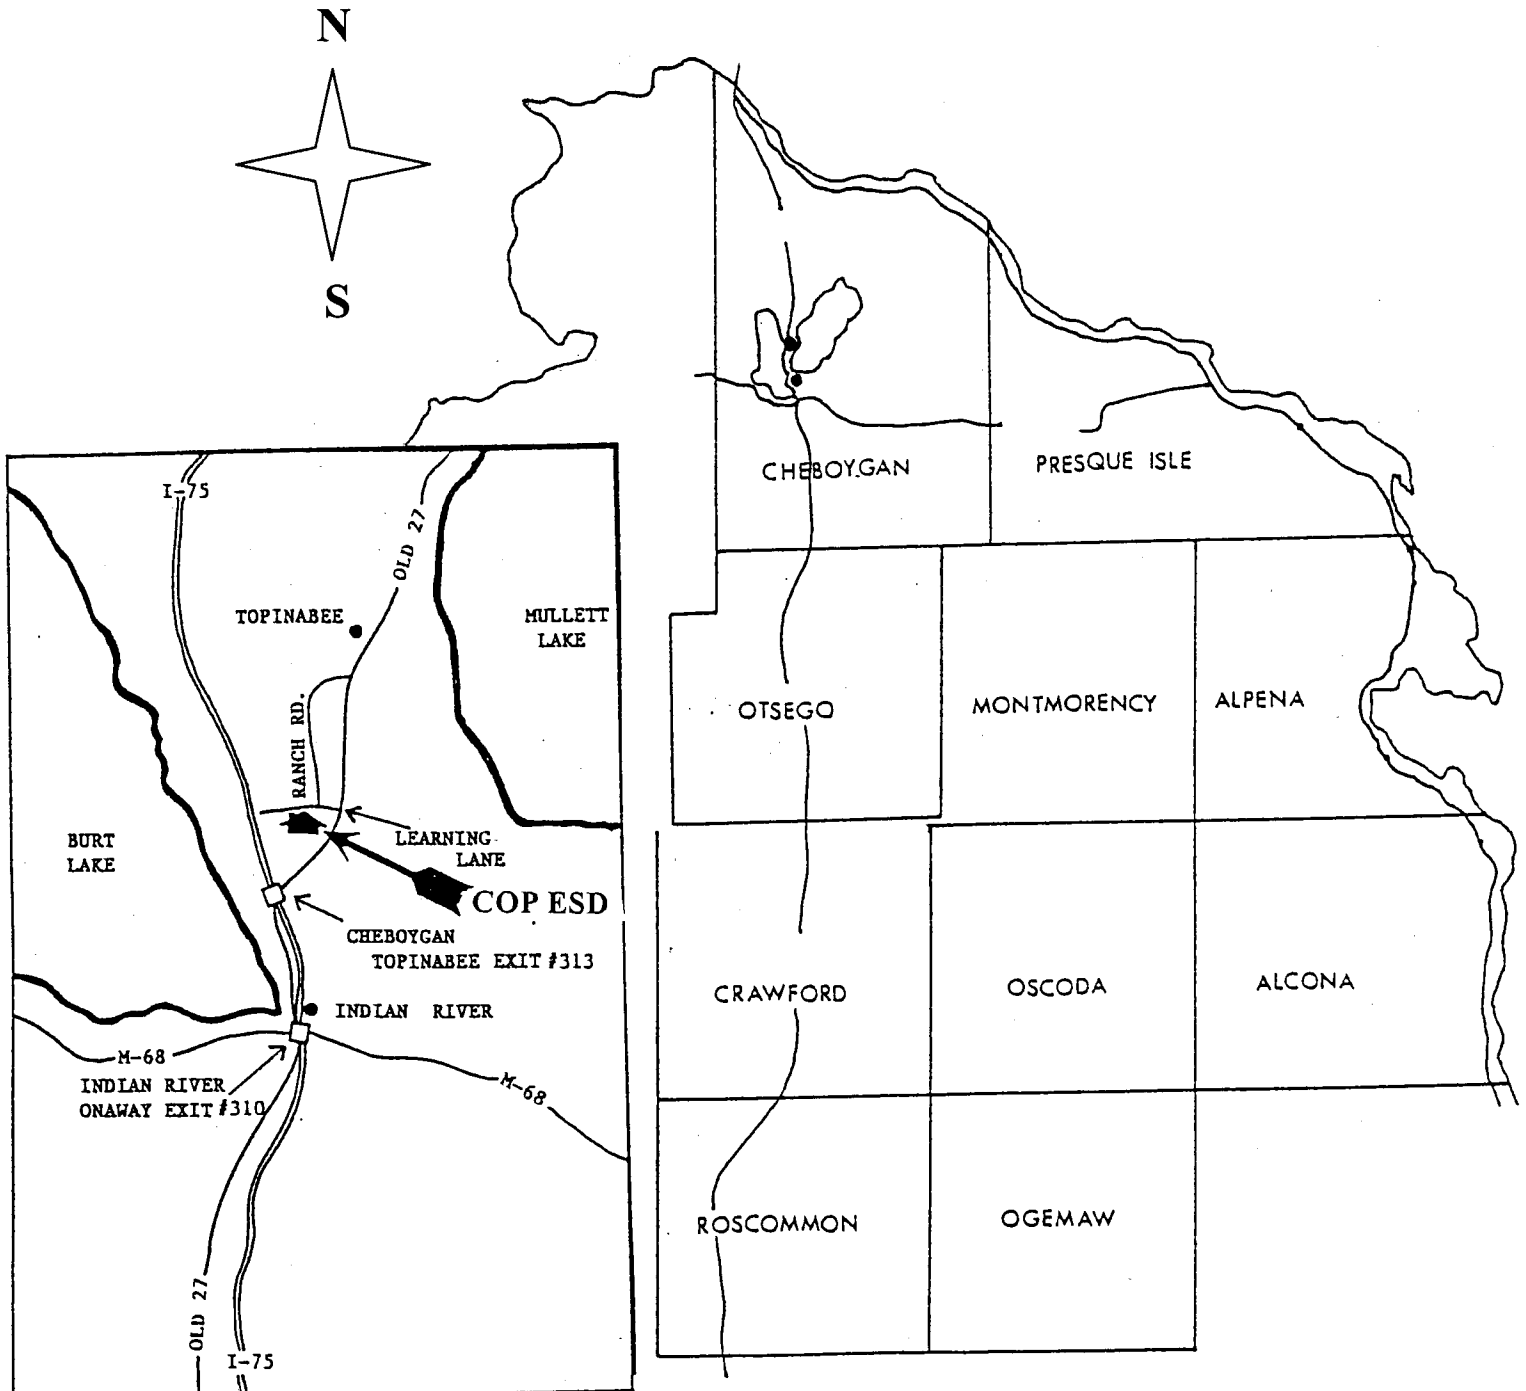 N
S
I-75
OLD 27
TOPINABEE
MULLETT
LAKE
RANCH RD.
BURT
LAKE
LEARNING
LANE
COP ESD
CHEBOYGAN
TOPINABEE EXIT #313
INDIAN RIVER
M-68
INDIAN RIVER
ONAWAY EXIT #310
M-68
OLD 27
I-75
CHEBOYGAN
PRESQUE ISLE
OTSEGO
MONTMORENCY
ALPENA
CRAWFORD
OSCODA
ALCONA
ROSCOMMON
OGEMAW